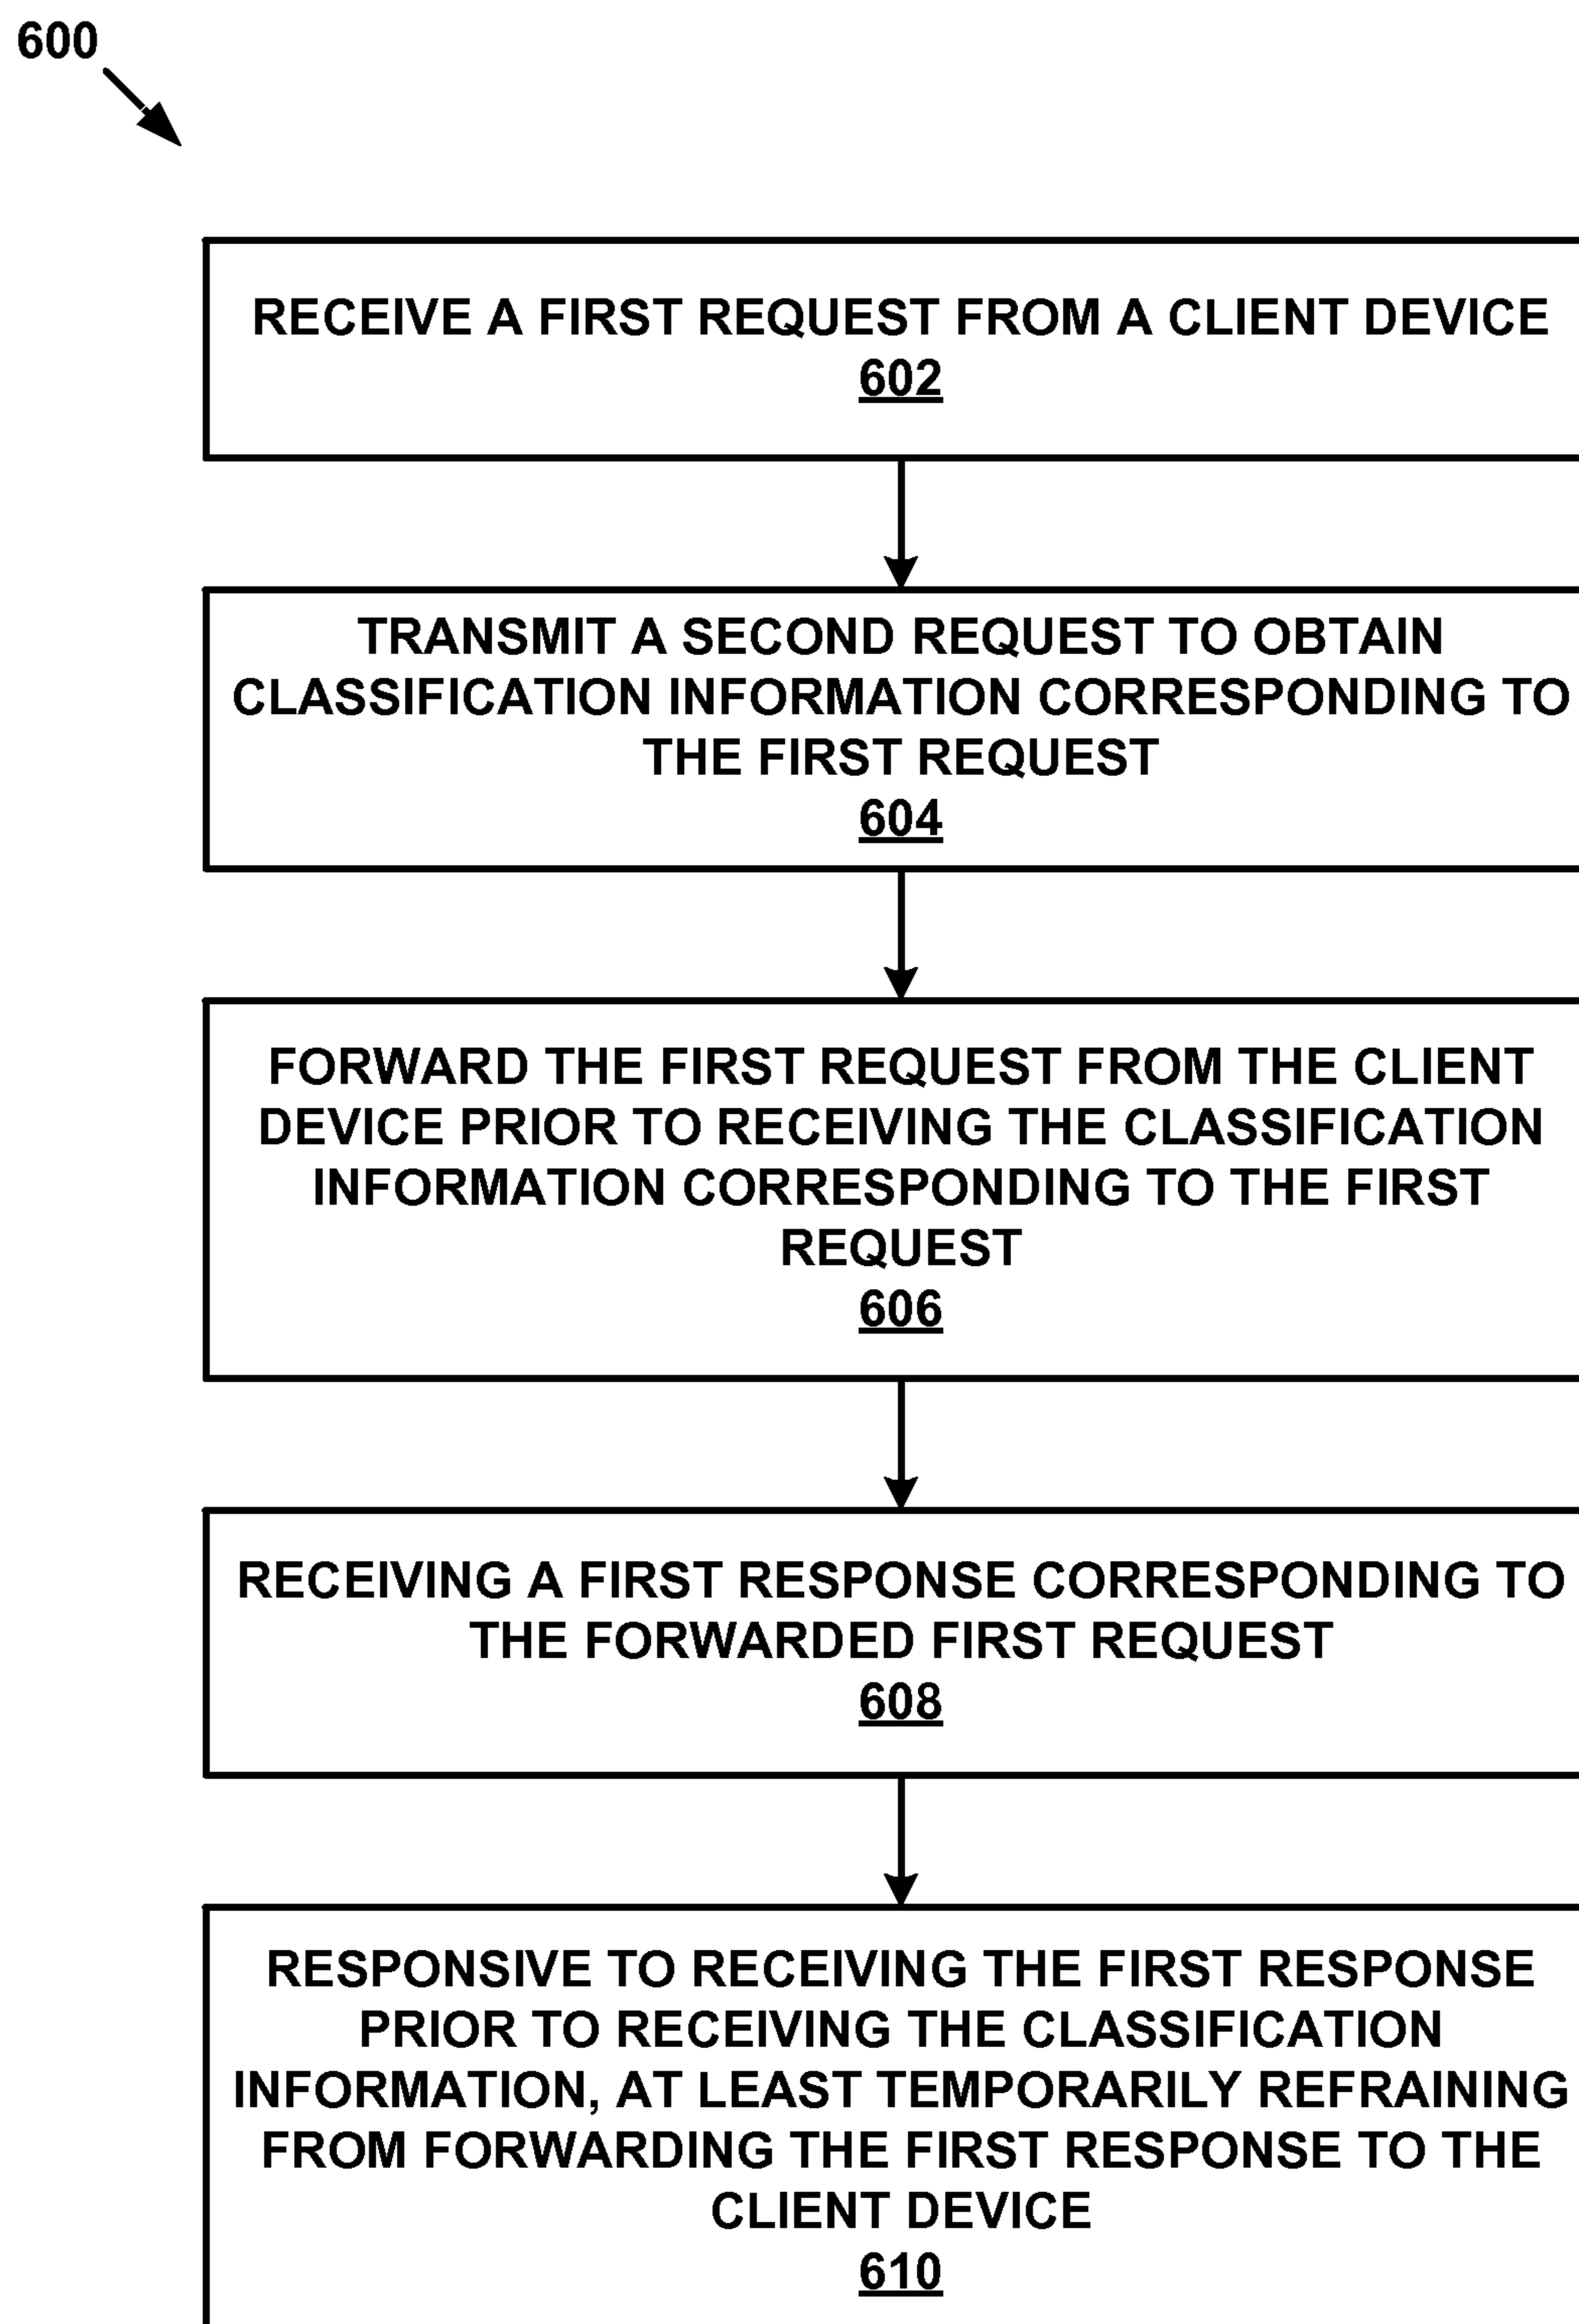 600
RECEIVE A FIRST REQUEST FROM A CLIENT DEVICE
602
TRANSMIT A SECOND REQUEST TO OBTAIN
CLASSIFICATION INFORMATION CORRESPONDING TO
THE FIRST REQUEST
604
FORWARD THE FIRST REQUEST FROM THE CLIENT
DEVICE PRIOR TO RECEIVING THE CLASSIFICATION
INFORMATION CORRESPONDING TO THE FIRST
REQUEST
606
RECEIVING A FIRST RESPONSE CORRESPONDING TO
THE FORWARDED FIRST REQUEST
608
RESPONSIVE TO RECEIVING THE FIRST RESPONSE
PRIOR TO RECEIVING THE CLASSIFICATION
INFORMATION, AT LEAST TEMPORARILY REFRAINING
FROM FORWARDING THE FIRST RESPONSE TO THE
CLIENT DEVICE
610